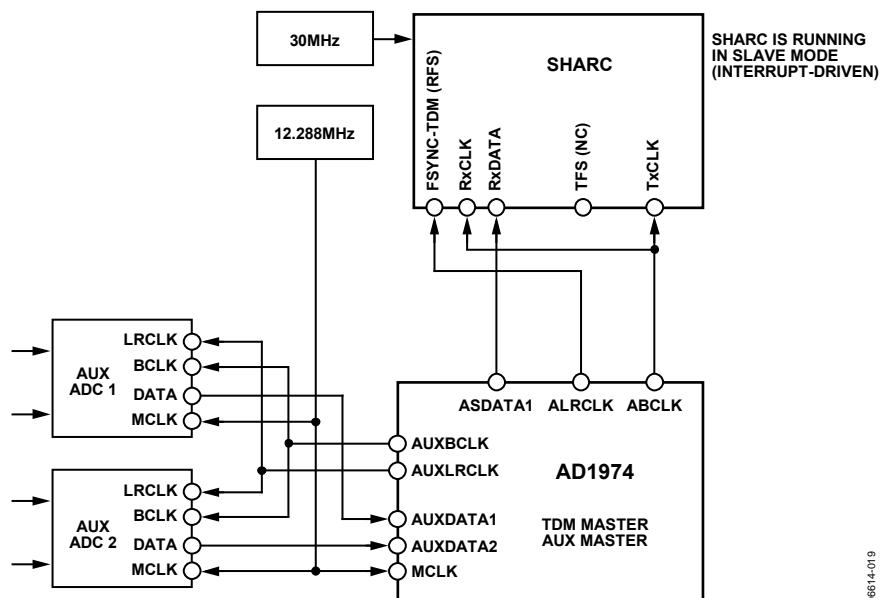 30MHz
SHARC
SHARC IS RUNNING
IN SLAVE MODE
(INTERRUPT-DRIVEN)
12.288MHz
FSYNC-TDM (RFS)
RxCLK
RxDATA
TFS (NC)
TxCLK
LRCLK
BCLK
DATA
MCLK
AUX
ADC 1
LRCLK
BCLK
DATA
MCLK
AUX
ADC 2
ASDATA1
ALRCLK
ABCLK
AUXBCLK
AUXLRCLK
AUXDATA1
AUXDATA2
MCLK
AD1974
TDM MASTER
AUX MASTER
06614-019